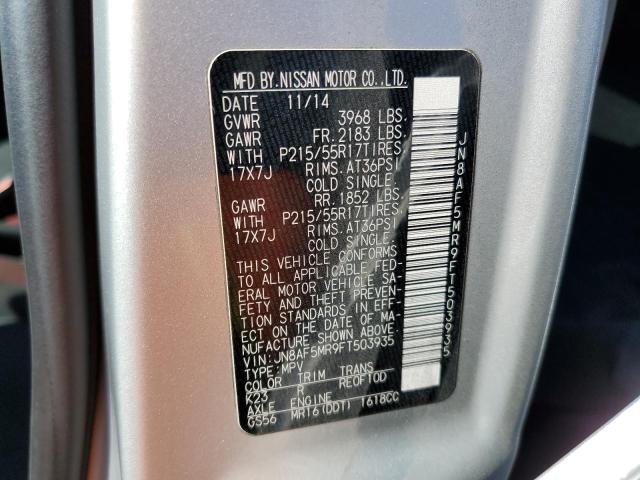 MFD BY.NISSAN MOTOR CO.,LTD.
DATE 11/14
GVWR 3968 LBS.
GAWR FR. 2183 LBS.
WITH P215/55R17TIRES,
17X7J RIMS. AT36PSI
COLD SINGLE.
GAWR RR. 1852 LBS.
WITH P215/55R17TIRES,
17X7J RIMS. AT36PSI
COLD SINGLE.
THIS VEHICLE CONFORMS
TO ALL APPLICABLE FED-
ERAL MOTOR VEHICLE SA-
FETY AND THEFT PREVEN-
TION STANDARDS IN EFF-
ECT ON THE DATE OF MA-
NUFACTURE SHOWN ABOVE.
VIN:JN8AF5MR9FT503935
TYPE:MPV
COLOR TRIM TRANS
K23 R RE0F10D
AXLE ENGINE
GS56 MR16(DDT) 1618CC
JN8AF5MR9FT503935